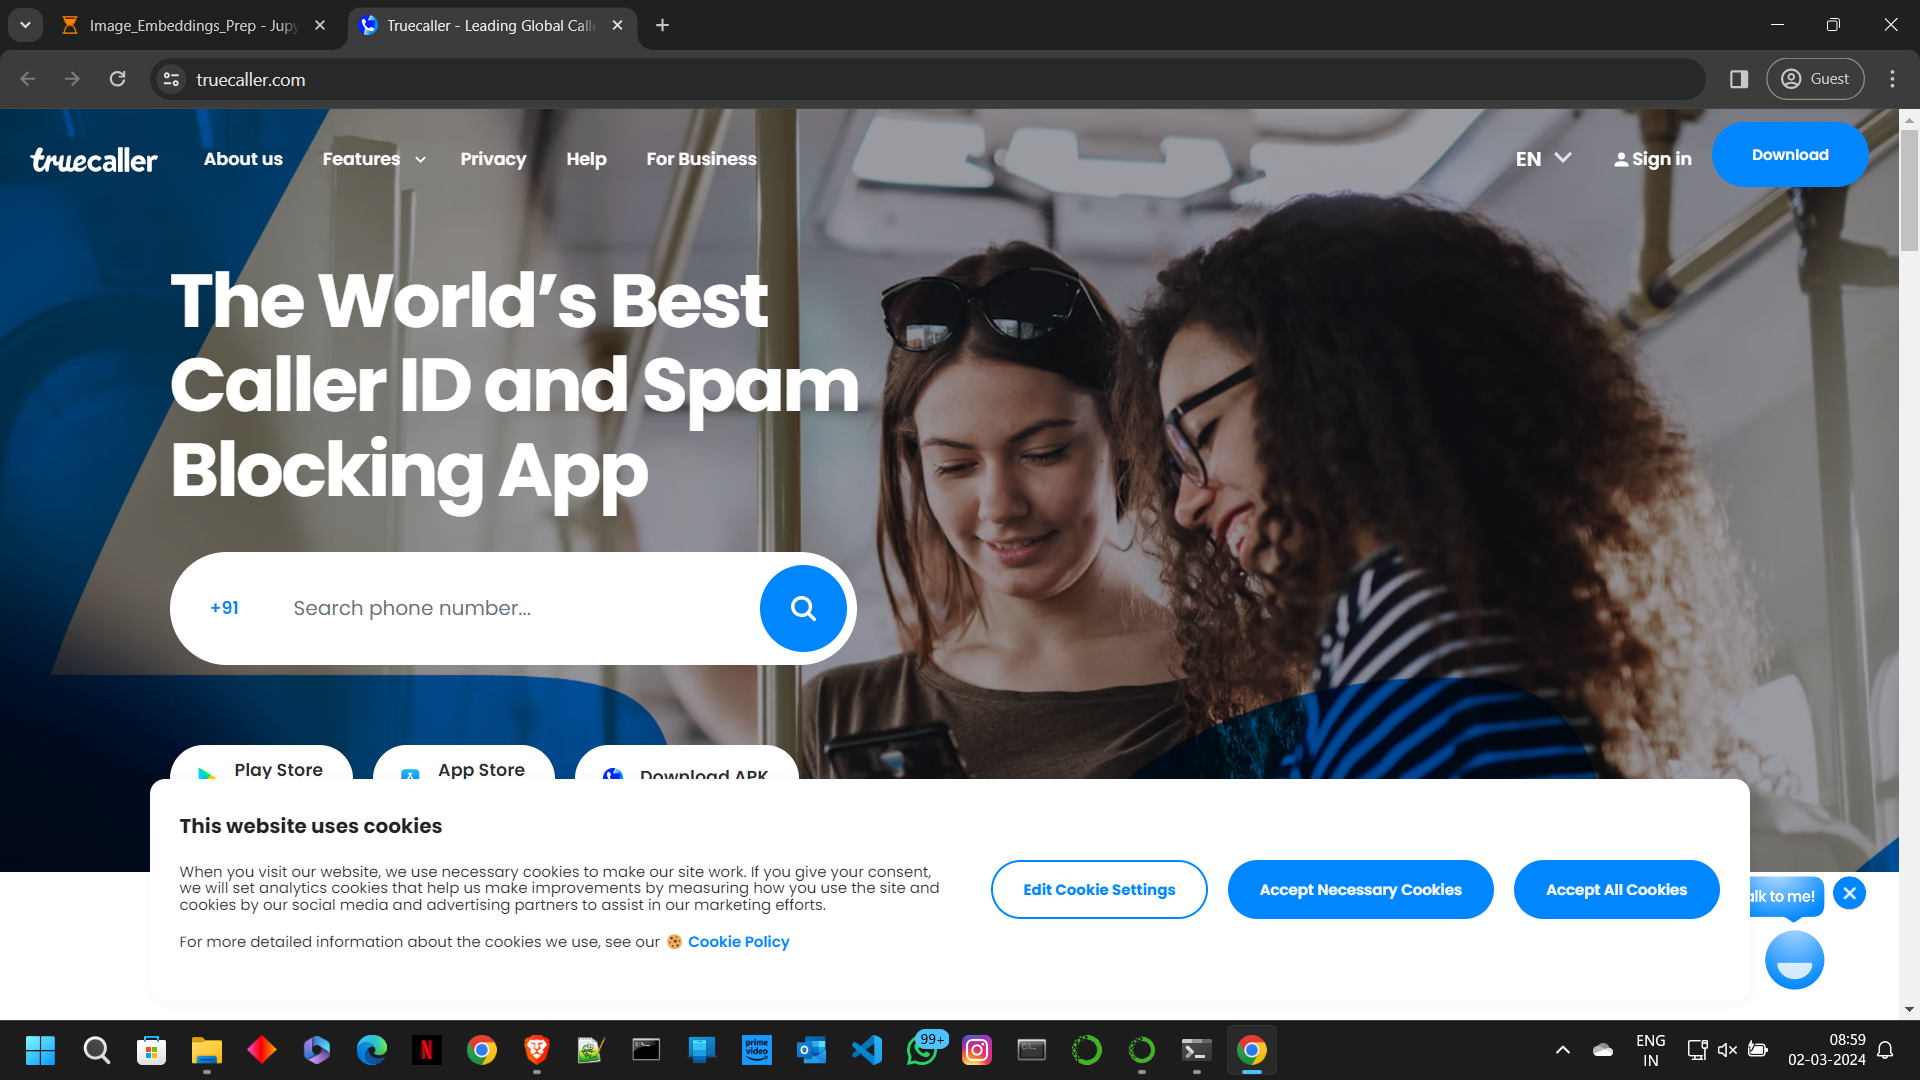 Image_Embeddings_Prep - Jupy
Truecaller - Leading Global Calle
truecaller.com
Guest
truecaller
About us
Features
Privacy
Help
For Business
EN
Sign in
Download
The World’s Best
Caller ID and Spam
Blocking App
+91
Search phone number...
Play Store
App Store
Download APK
This website uses cookies
When you visit our website, we use necessary cookies to make our site work. If you give your consent,
we will set analytics cookies that help us make improvements by measuring how you use the site and
cookies by our social media and advertising partners to assist in our marketing efforts.
For more detailed information about the cookies we use, see our 🍪 Cookie Policy
Edit Cookie Settings
Accept Necessary Cookies
Accept All Cookies
alk to me!
N
prime
video
99+
ENG
IN
08:59
02-03-2024